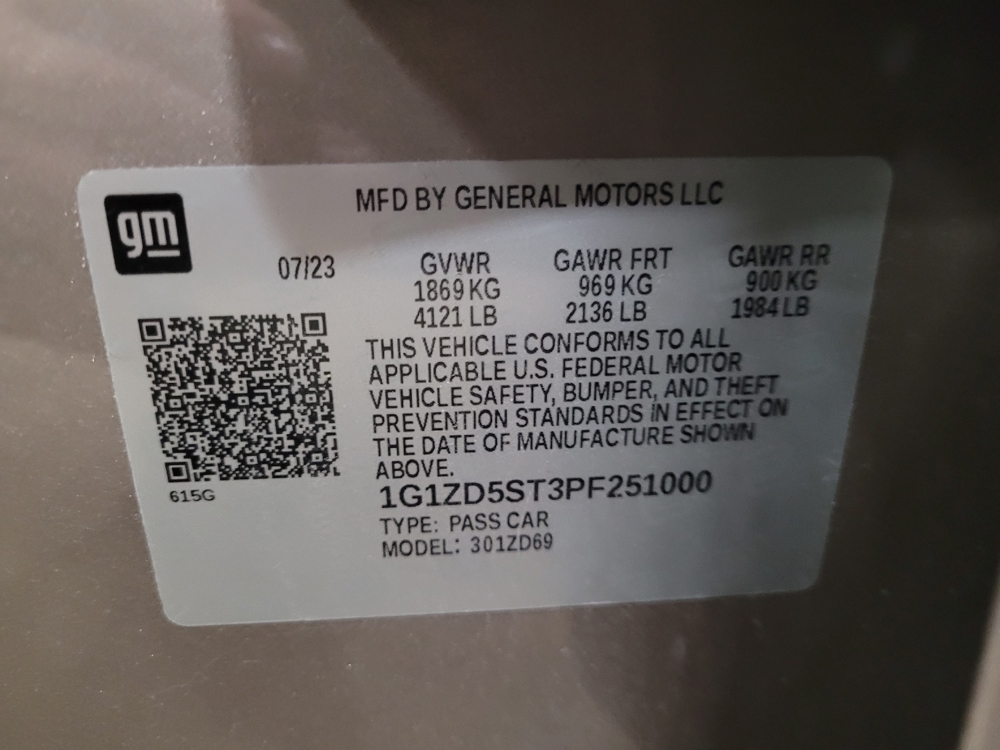 gm
MFD BY GENERAL MOTORS LLC
07/23
GVWR
1869 KG
4121 LB
GAWR FRT
969 KG
2136 LB
GAWR RR
900 KG
1984 LB
THIS VEHICLE CONFORMS TO ALL
APPLICABLE U.S. FEDERAL MOTOR
VEHICLE SAFETY, BUMPER, AND THEFT
PREVENTION STANDARDS IN EFFECT ON
THE DATE OF MANUFACTURE SHOWN
ABOVE.
615G
1G1ZD5ST3PF251000
TYPE: PASS CAR
MODEL: 301ZD69